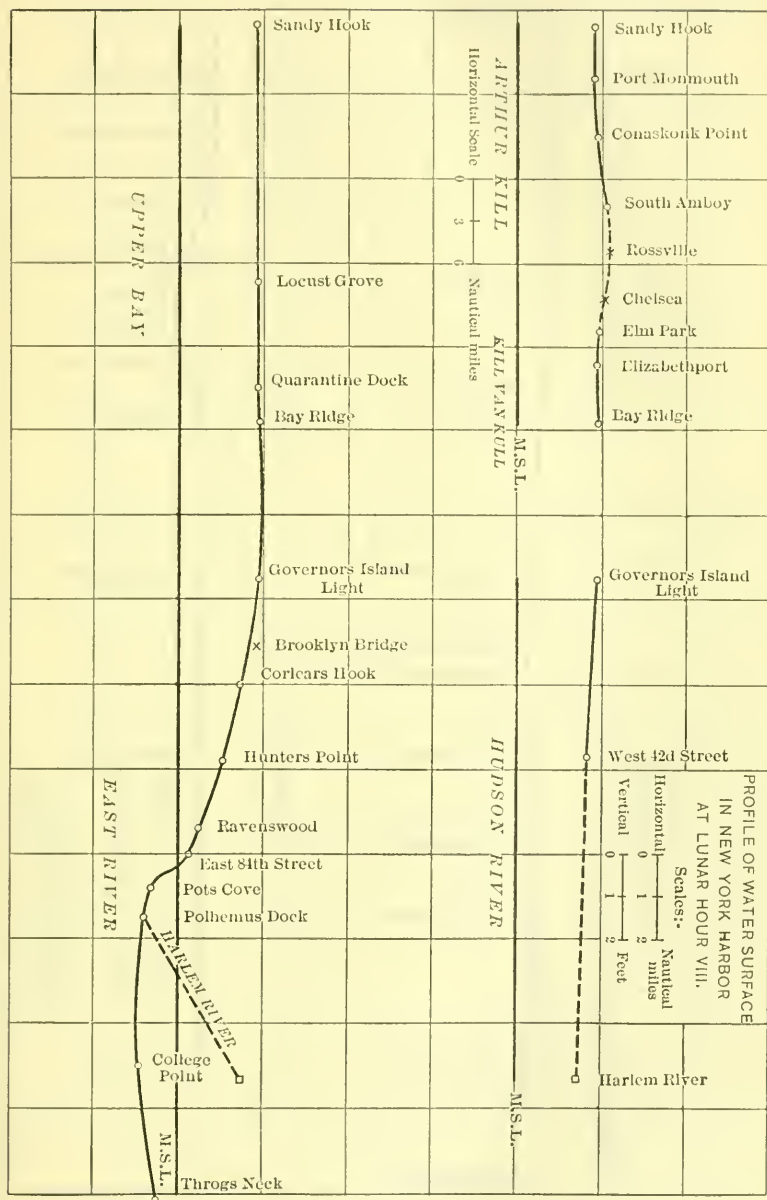 PROFILE OF WATER SURFACE
IN NEW YORK HARBOR
AT LUNAR HOUR VIII.
Scales:-
Horizontal 0 1 2 Nautical miles
Vertical 0 1 2 Feet
Sandy Hook
Locust Grove
Quarantine Dock
Bay Ridge
Governors Island
Light
Brooklyn Bridge
Corlears Hook
Hunters Point
Ravenswood
East 84th Street
Pots Cove
Polhemus Dock
HARLEM RIVER
College
Point
Throgs Neck
UPPER BAY
EAST RIVER
M.S.L.
Horizontal Scale 0 3 6 Nautical miles
ARTHUR KILL
KILL VAN KULL
M.S.L.
Sandy Hook
Port Monmouth
Conaskonk Point
South Amboy
Rossville
Chelsea
Elm Park
Elizabethport
Bay Ridge
HUDSON RIVER
Governors Island
Light
West 42d Street
Harlem River
M.S.L.